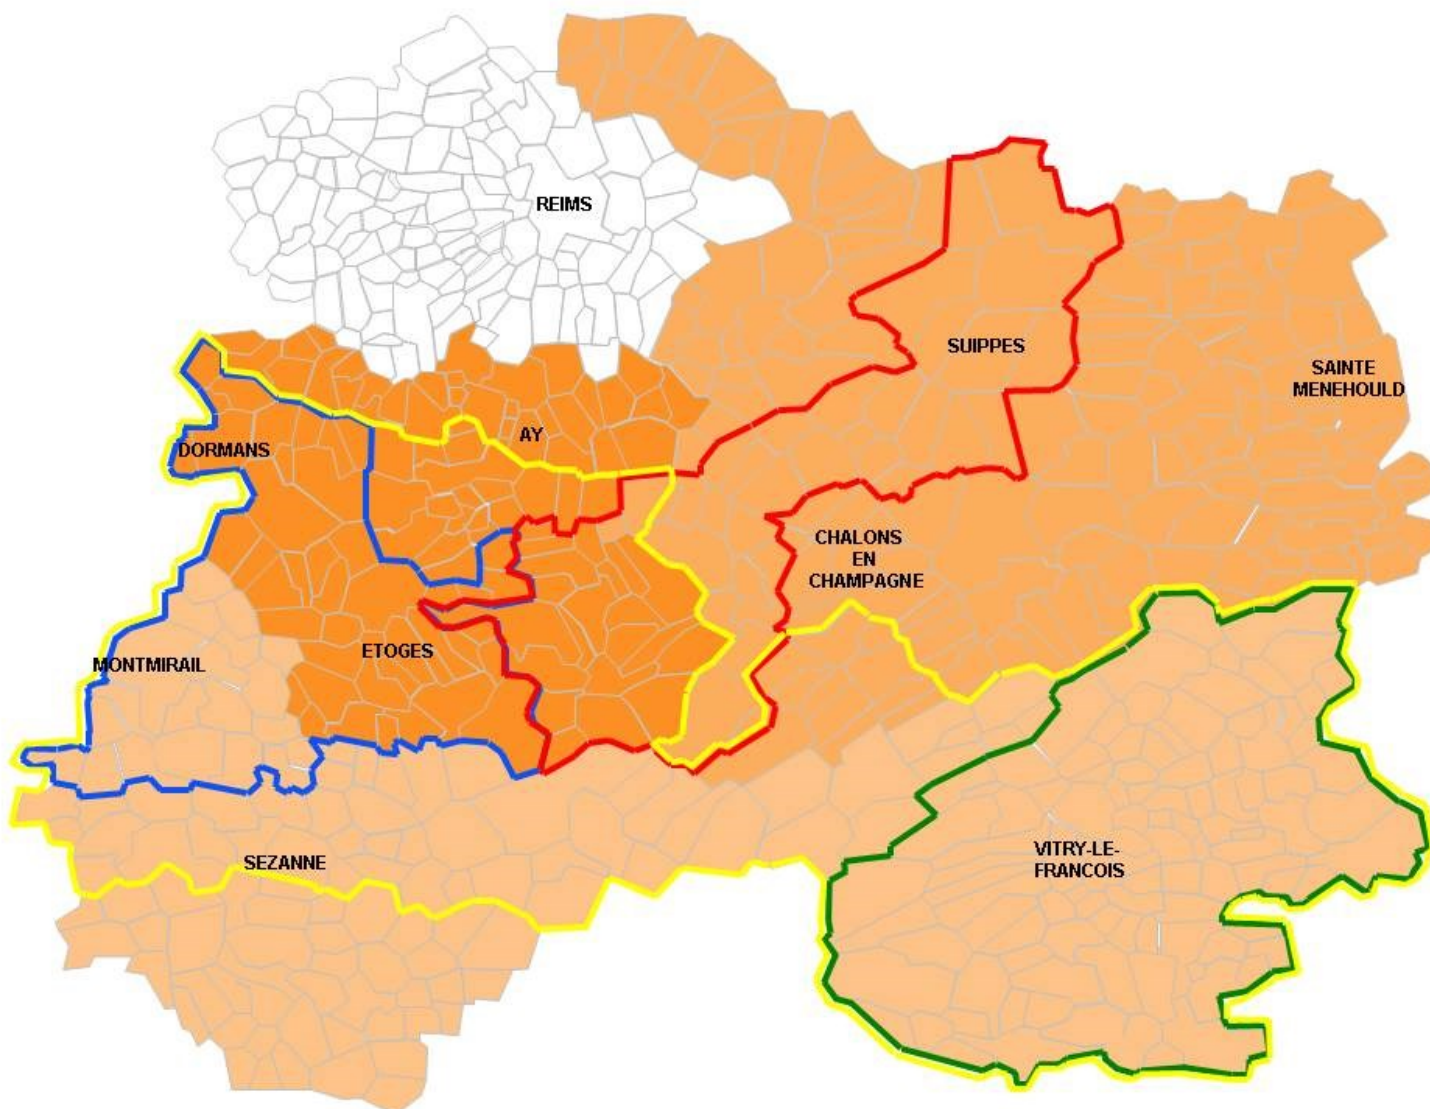 REIMS
SUIPPES
SAINTE
MENEHOULD
AY
DORMANS
CHALONS
EN
CHAMPAGNE
ETOGES
MONTMIRAIL
VITRY-LE-
FRANCOIS
SEZANNE